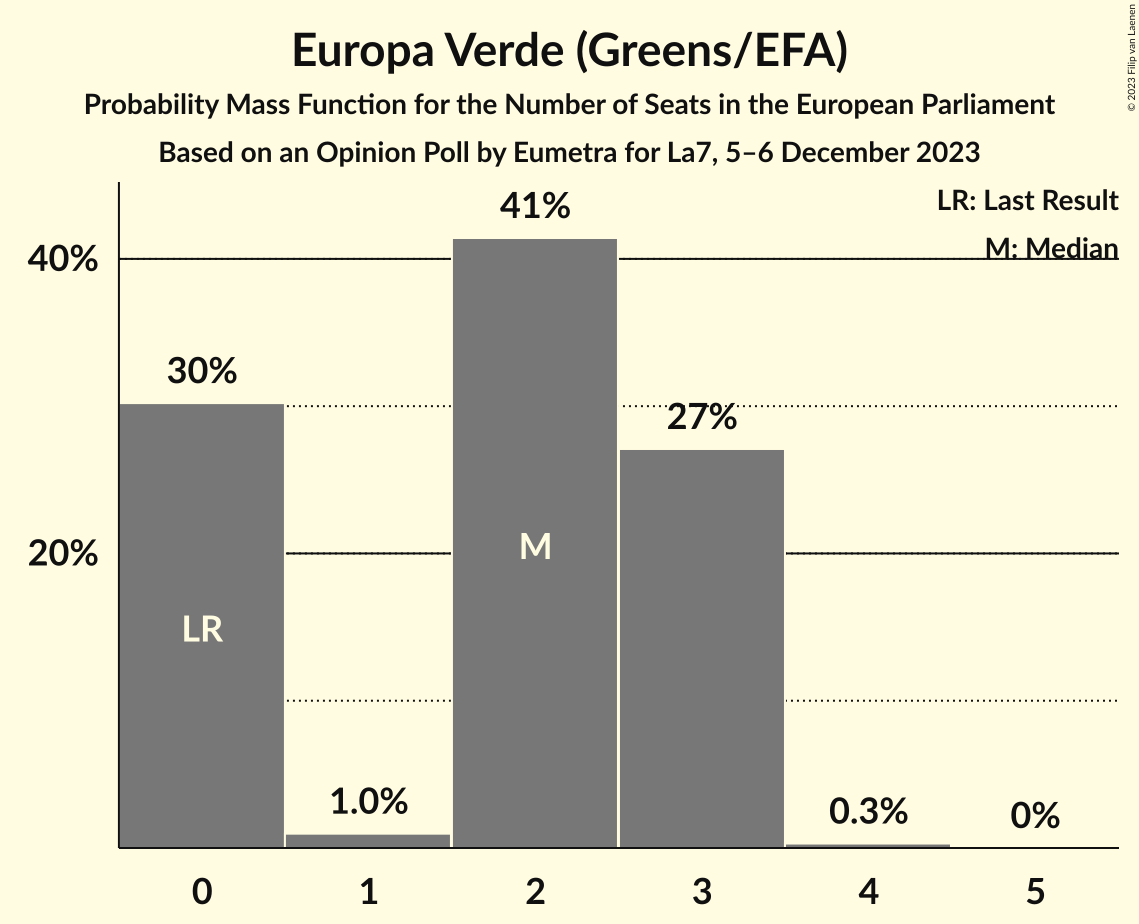 Europa Verde (Greens/EFA)
Probability Mass Function for the Number of Seats in the European Parliament
Based on an Opinion Poll by Eumetra for La7, 5–6 December 2023
© 2023 Filip van Laenen
LR: Last Result
M: Median
40%
20%
30%
1.0%
41%
27%
0.3%
0%
LR
M
0 1 2 3 4 5